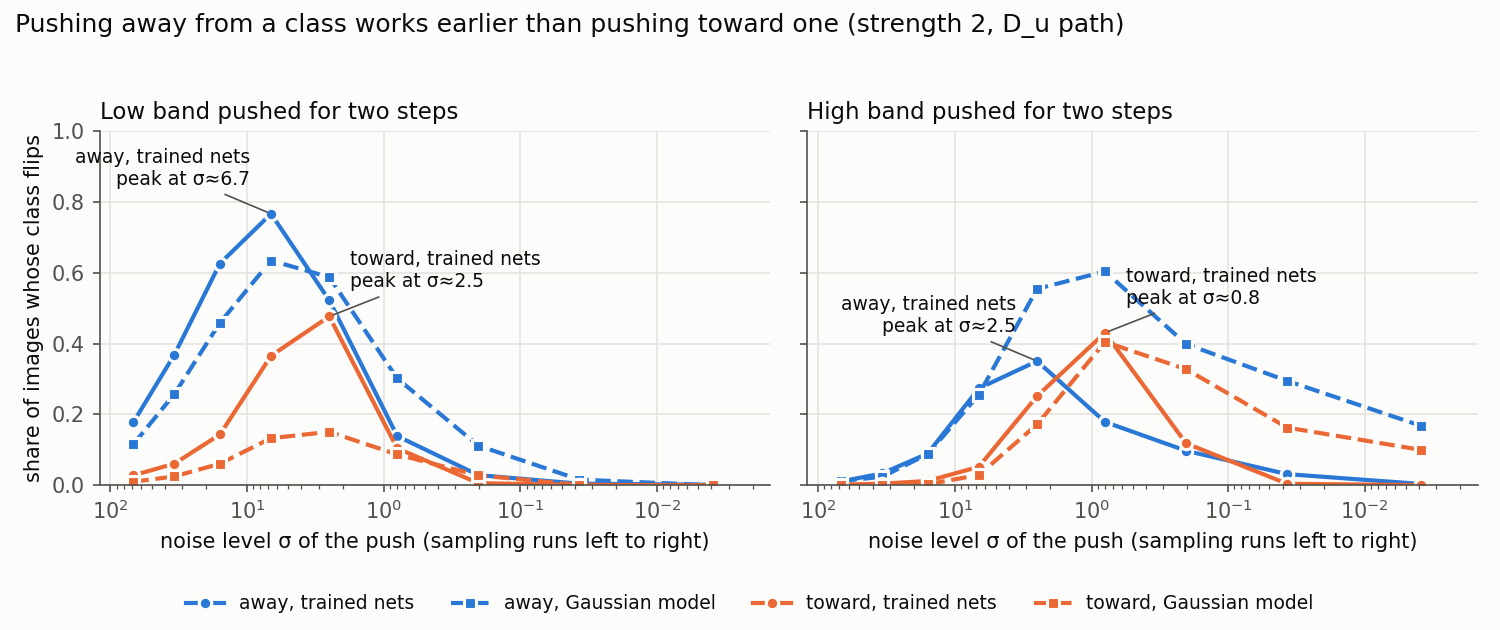 Pushing away from a class works earlier than pushing toward one (strength 2, D_u path)
Low band pushed for two steps
share of images whose class flips
1.0
0.8
0.6
0.4
0.2
0.0
away, trained nets
peak at σ≈6.7
toward, trained nets
peak at σ≈2.5
10²
10¹
10⁰
10⁻¹
10⁻²
noise level σ of the push (sampling runs left to right)
High band pushed for two steps
away, trained nets
peak at σ≈2.5
toward, trained nets
peak at σ≈0.8
10²
10¹
10⁰
10⁻¹
10⁻²
noise level σ of the push (sampling runs left to right)
away, trained nets
away, Gaussian model
toward, trained nets
toward, Gaussian model